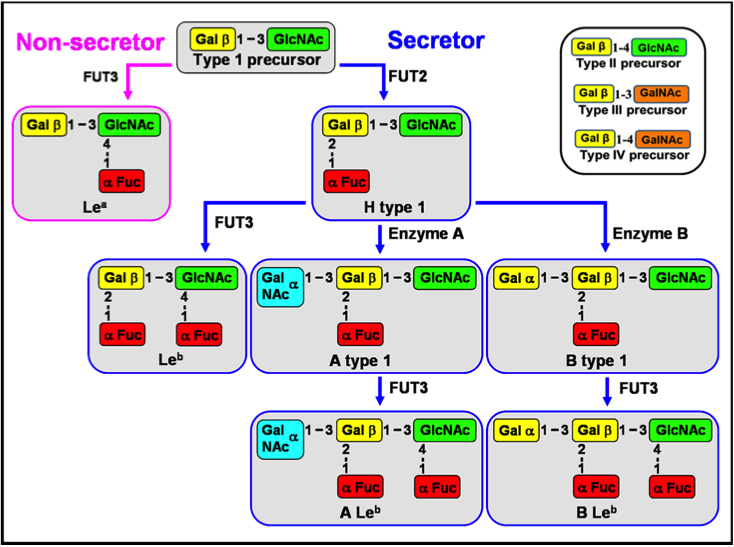 Non-secretor
Gal β 1-3 GlcNAc
Type 1 precursor
Secretor
FUT3
FUT2
Gal β 1-4 GlcNAc
Type II precursor
Gal β 1-3 GalNAc
Type III precursor
Gal β 1-4 GalNAc
Type IV precursor
Gal β 1-3 GlcNAc
4
1
α Fuc
Leᵃ
Gal β 1-3 GlcNAc
2
1
α Fuc
H type 1
FUT3
Enzyme A
Enzyme B
Gal β 1-3 GlcNAc
2 4
1 1
α Fuc α Fuc
Leᵇ
Gal
NAc α 1-3 Gal β 1-3 GlcNAc
2
1
α Fuc
A type 1
Gal α 1-3 Gal β 1-3 GlcNAc
2
1
α Fuc
B type 1
FUT3
FUT3
Gal
NAc α 1-3 Gal β 1-3 GlcNAc
2 4
1 1
α Fuc α Fuc
A Leᵇ
Gal α 1-3 Gal β 1-3 GlcNAc
2 4
1 1
α Fuc α Fuc
B Leᵇ